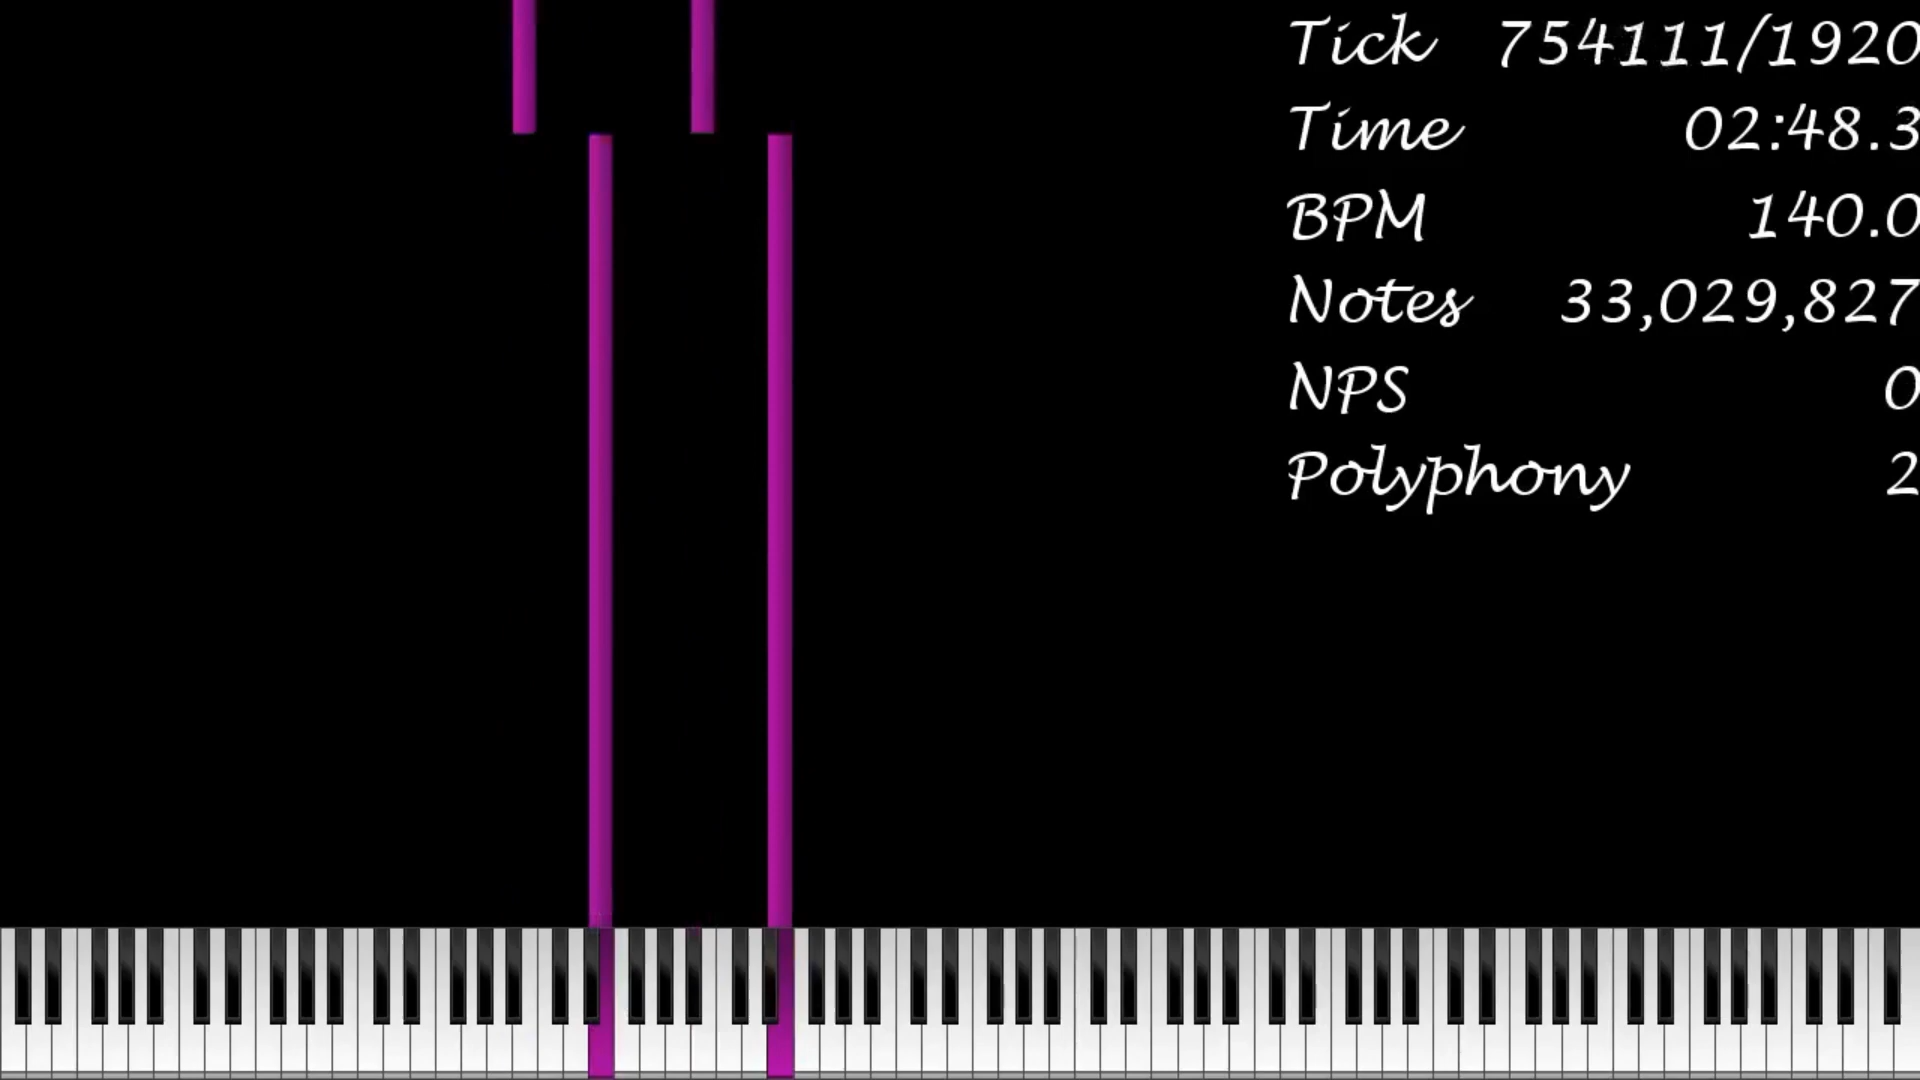 Tick 754111/1920
Time 02:48.3
BPM 140.0
Notes 33,029,827
NPS 0
Polyphony 2